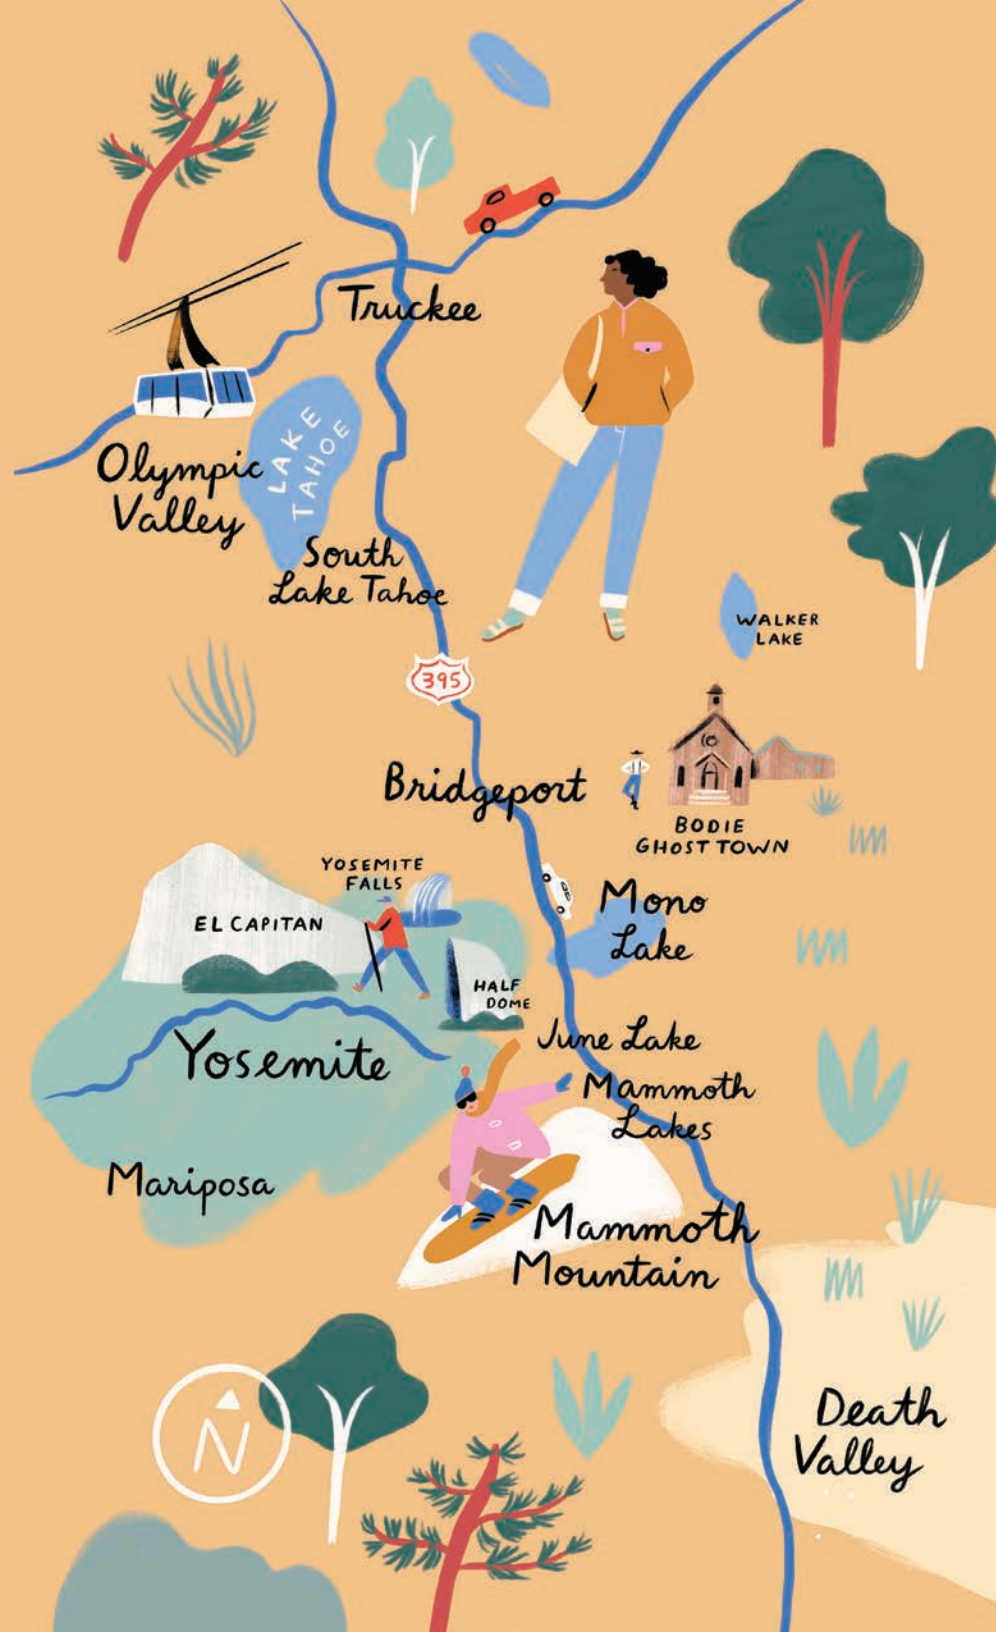 Truckee
LAKE
TAHOE
Olympic
Valley
South
Lake Tahoe
WALKER
LAKE
395
Bridgeport
BODIE
GHOST TOWN
YOSEMITE
FALLS
EL CAPITAN
Mono
Lake
HALF
DOME
June Lake
Yosemite
Mammoth
Lakes
Mariposa
Mammoth
Mountain
N
Death
Valley